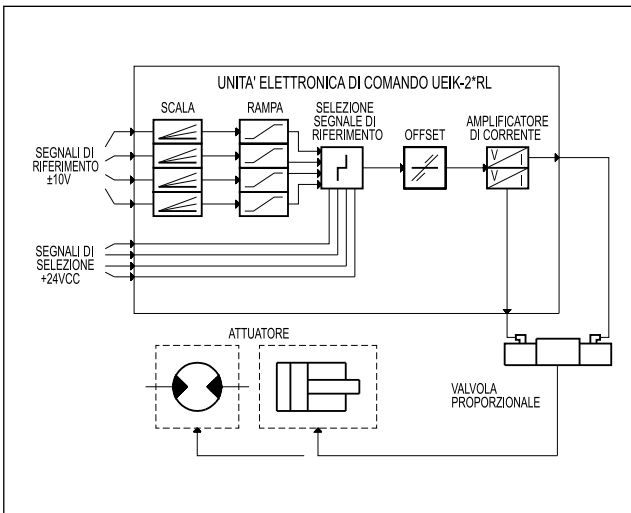 UNITA' ELETTRONICA DI COMANDO UEIK-2*RL
SCALA
RAMPA
SELEZIONE
SEGNALE DI
RIFERIMENTO
OFFSET
AMPLIFICATORE
DI CORRENTE
SEGNALI DI
RIFERIMENTO
±10V
V
I
V
I
SEGNALI DI
SELEZIONE
+24VCC
ATTUATORE
VALVOLA
PROPORZIONALE